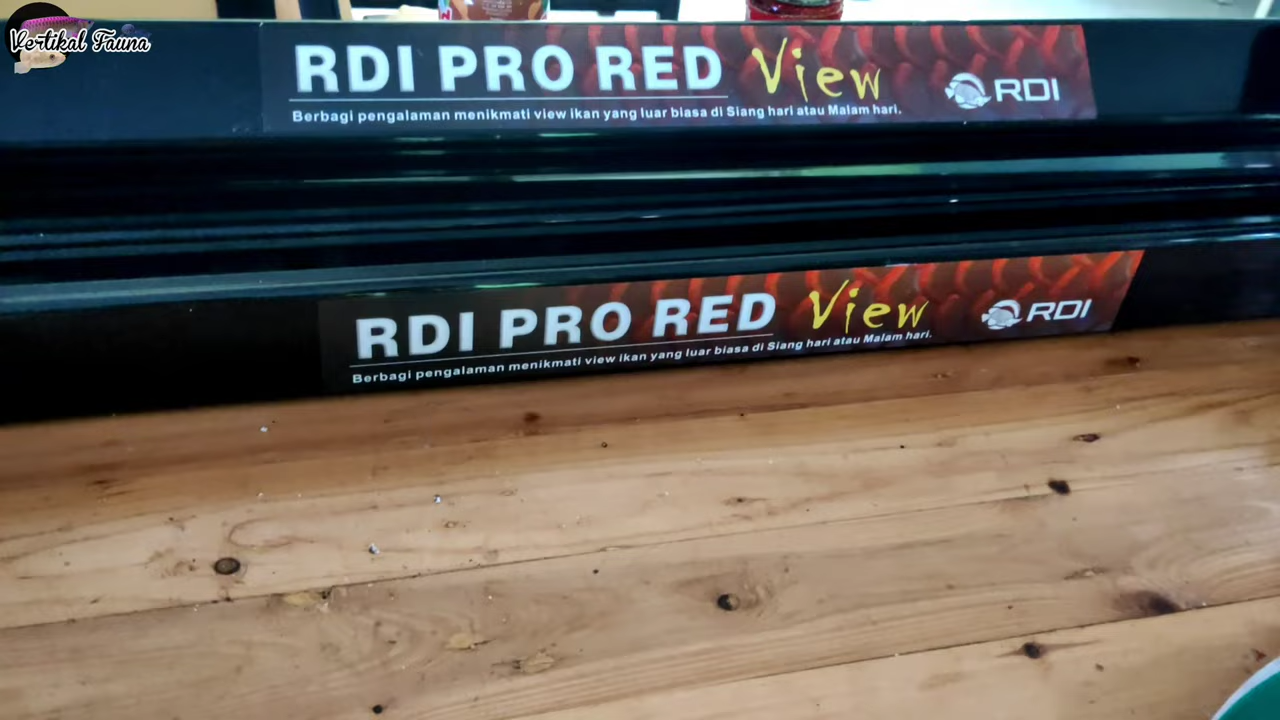 Vertikal Fauna
RDI PRO RED View
RDI
Berbagi pengalaman menikmati view ikan yang luar biasa di Siang hari atau Malam hari.
RDI PRO RED View
RDI
Berbagi pengalaman menikmati view ikan yang luar biasa di Siang hari atau Malam hari.